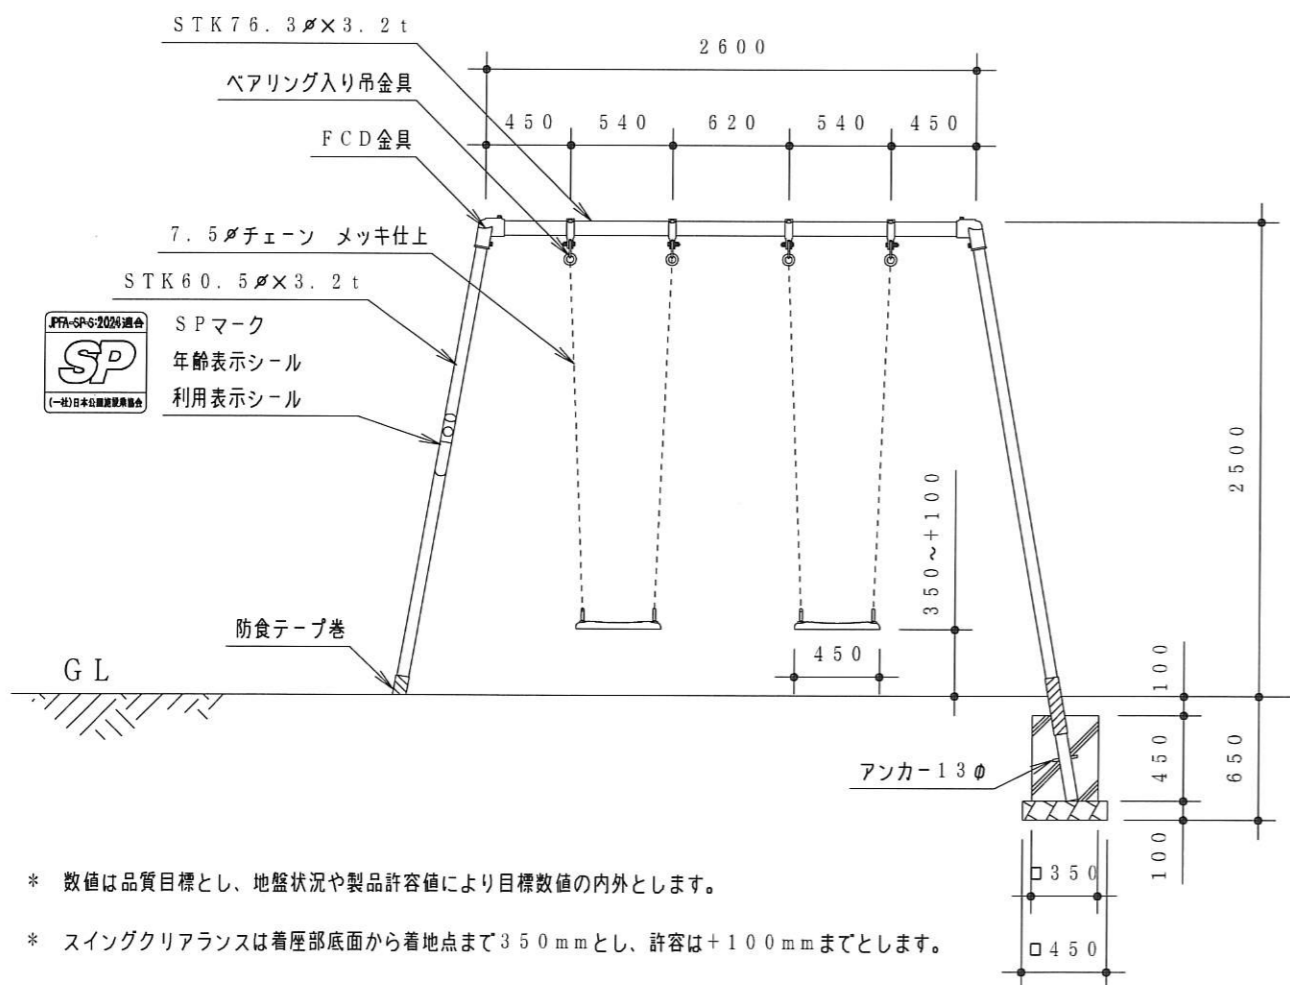 STK76.3φ×3.2t
2600
ベアリング入り吊金具
450 540 620 540 450
FCD金具
7.5φチェーン メッキ仕上
STK60.5φ×3.2t
JPFA-SP-S:2024適合
SP
(一社)日本公園施設業協会
SPマーク
年齢表示シール
利用表示シール
2500
350~+100
防食テープ巻
450
GL
100
アンカー13φ
450
650
100
□350
□450
* 数値は品質目標とし、地盤状況や製品許容値により目標数値の内外とします。
* スイングクリアランスは着座部底面から着地点まで350mmとし、許容は+100mmまでとします。